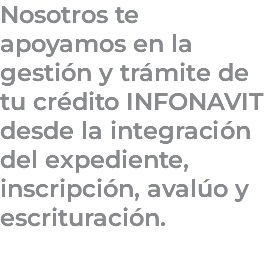 Nosotros te
apoyamos en la
gestión y trámite de
tu crédito INFONAVIT
desde la integración
del expediente,
inscripción, avalúo y
escrituración.